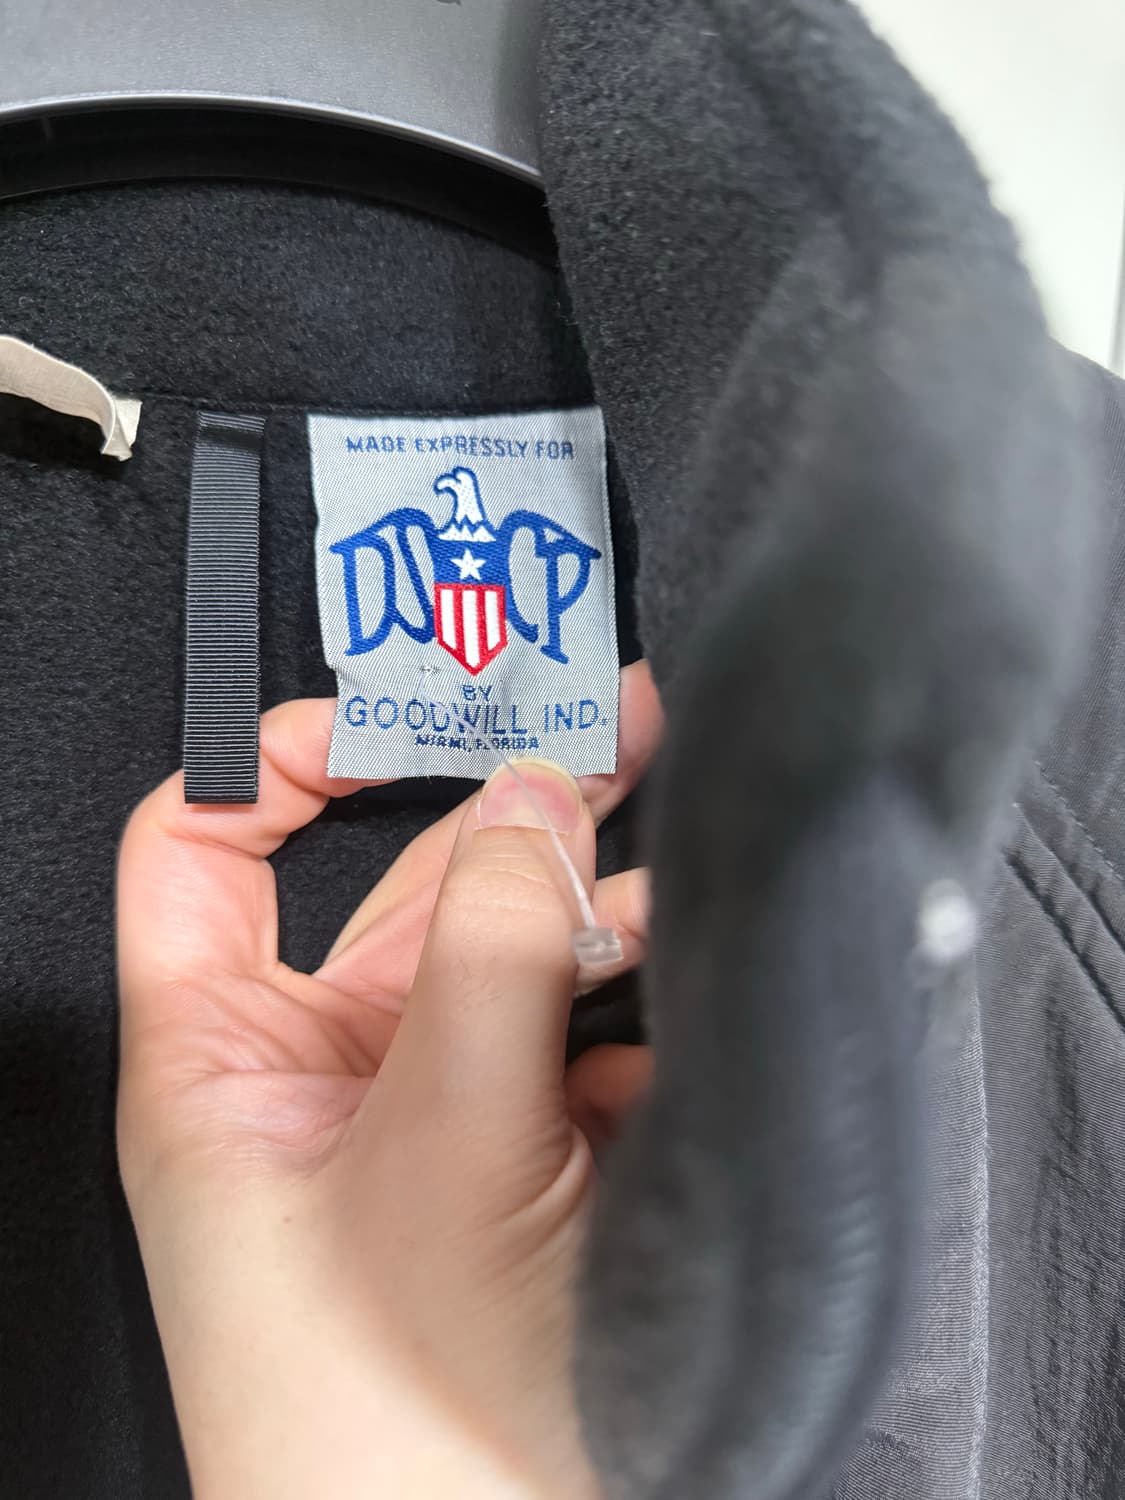 MADE EXPRESSLY FOR
DSCP
BY
GOODWILL IND.
MIAMI, FLORIDA